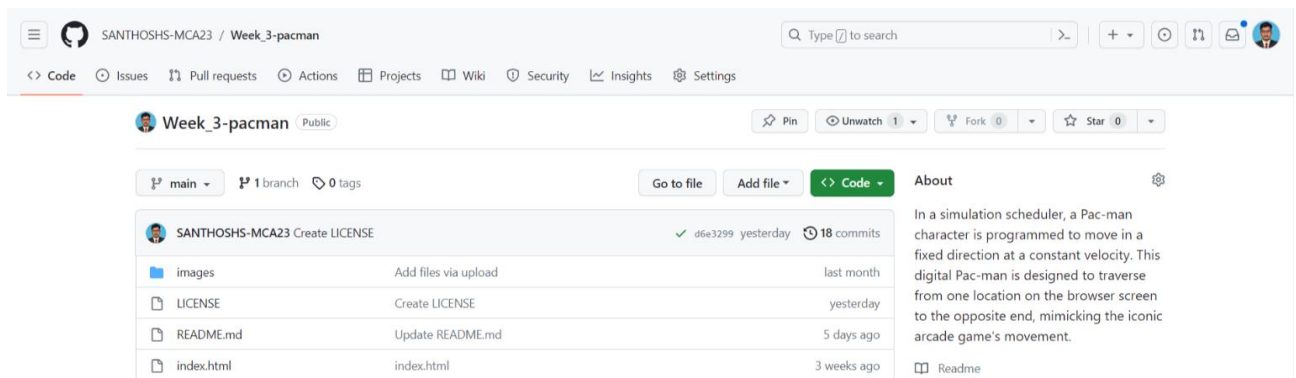 SANTHOSHS-MCA23 / Week_3-pacman
Type / to search
<> Code Issues Pull requests Actions Projects Wiki Security Insights Settings
Week_3-pacman Public
Pin Unwatch 1 Fork 0 Star 0
main 1 branch 0 tags
Go to file Add file <> Code
SANTHOSHS-MCA23 Create LICENSE d6e3299 yesterday 18 commits
images Add files via upload last month
LICENSE Create LICENSE yesterday
README.md Update README.md 5 days ago
index.html index.html 3 weeks ago
About
In a simulation scheduler, a Pac-man
character is programmed to move in a
fixed direction at a constant velocity. This
digital Pac-man is designed to traverse
from one location on the browser screen
to the opposite end, mimicking the iconic
arcade game's movement.
Readme